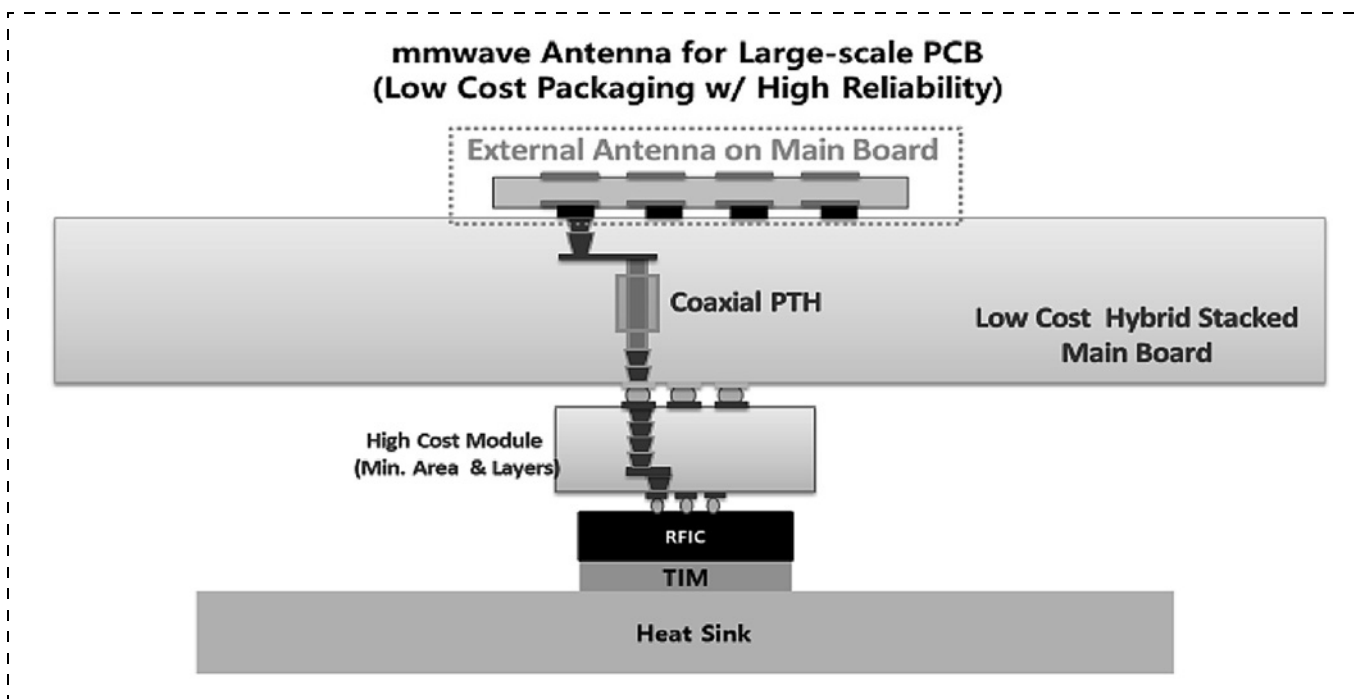 mmwave Antenna for Large-scale PCB
(Low Cost Packaging w/ High Reliability)
External Antenna on Main Board
Coaxial PTH
Low Cost Hybrid Stacked
Main Board
High Cost Module
(Min. Area & Layers)
RFIC
TIM
Heat Sink